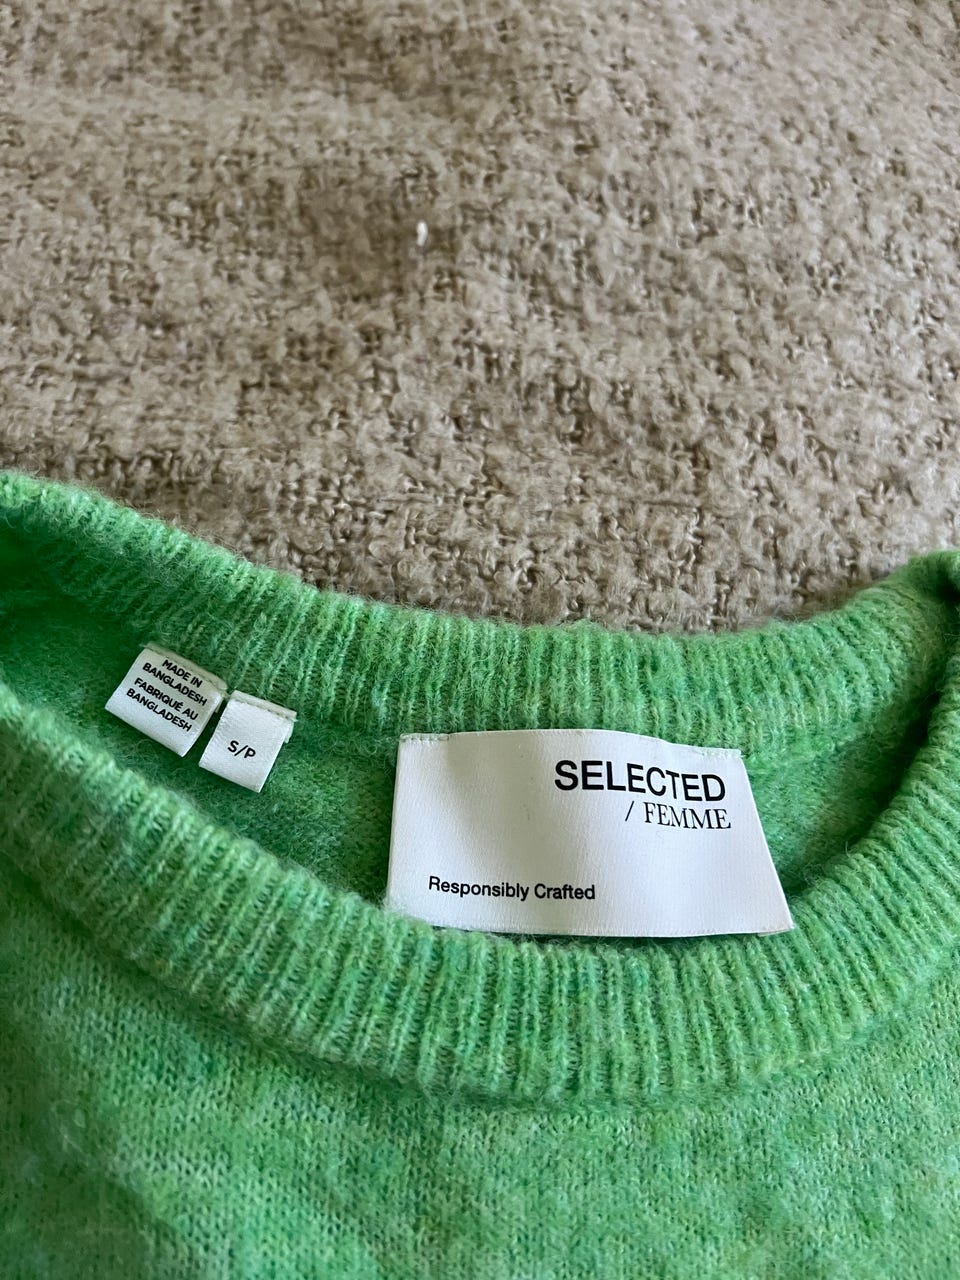 MADE IN
BANGLADESH
FABRIQUÉ AU
BANGLADESH
S/P
SELECTED
/ FEMME
Responsibly Crafted